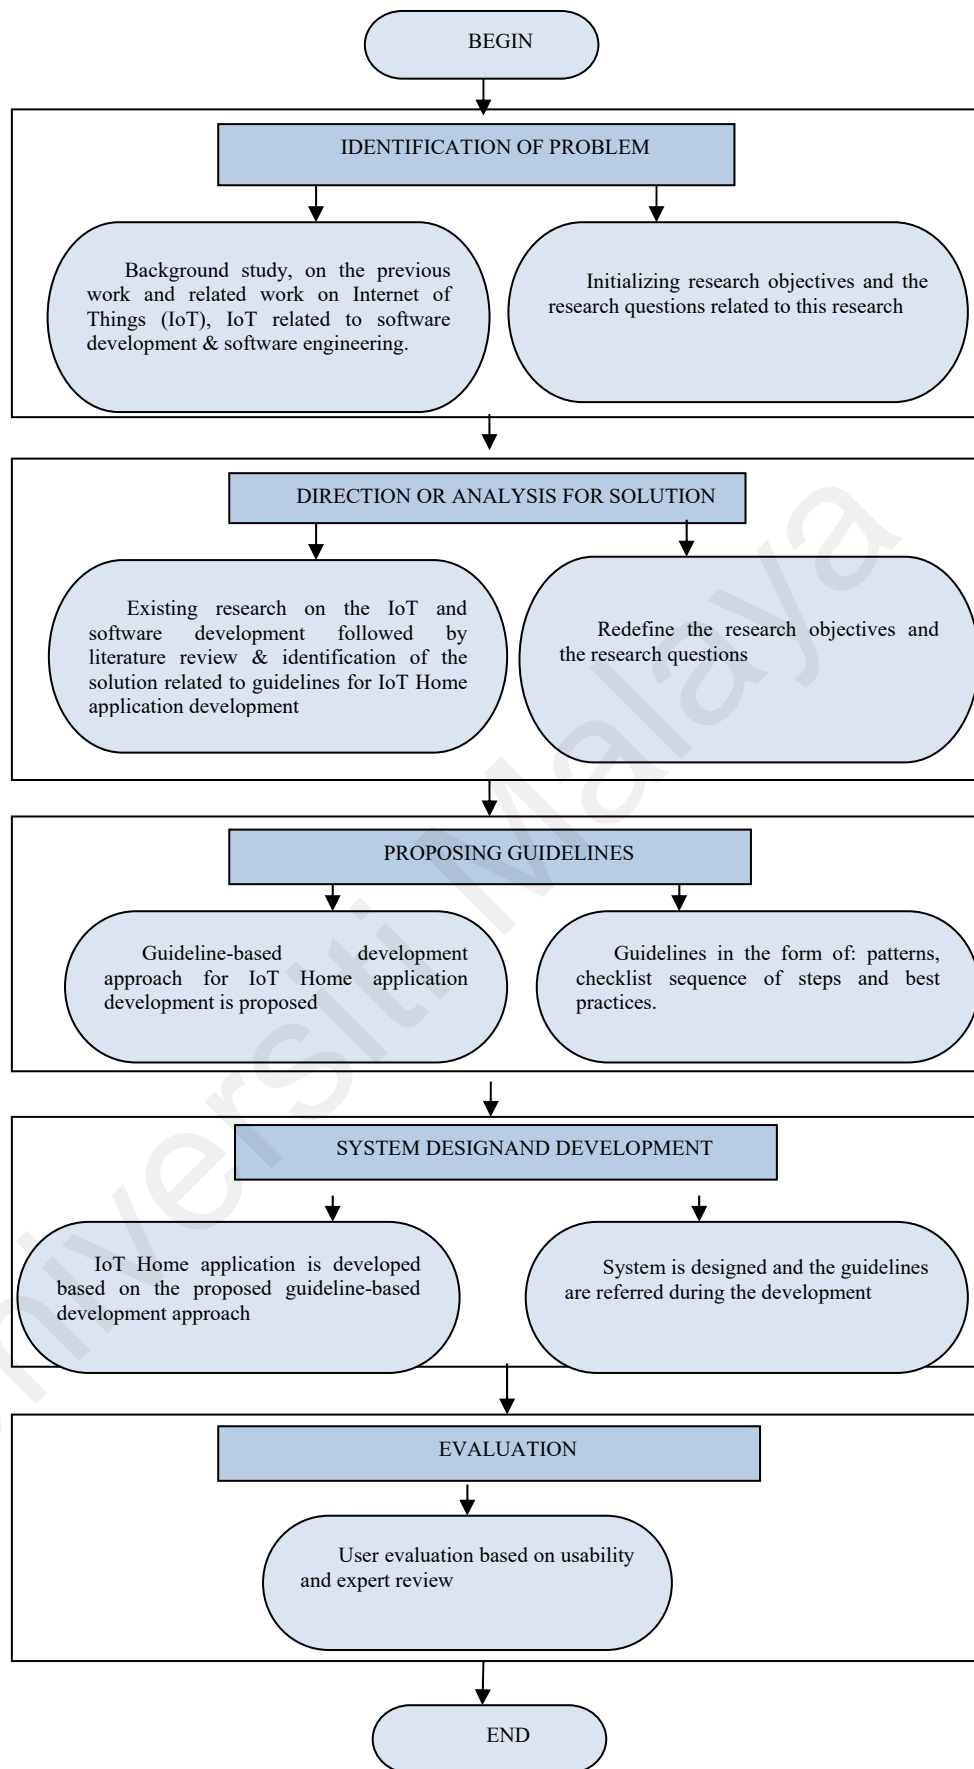 BEGIN
IDENTIFICATION OF PROBLEM
Background study, on the previous
work and related work on Internet of
Things (IoT), IoT related to software
development & software engineering.
Initializing research objectives and the
research questions related to this research
DIRECTION OR ANALYSIS FOR SOLUTION
Existing research on the IoT and
software development followed by
literature review & identification of the
solution related to guidelines for IoT Home
application development
Redefine the research objectives and
the research questions
PROPOSING GUIDELINES
Guideline-based development
approach for IoT Home application
development is proposed
Guidelines in the form of: patterns,
checklist sequence of steps and best
practices.
SYSTEM DESIGNAND DEVELOPMENT
IoT Home application is developed
based on the proposed guideline-based
development approach
System is designed and the guidelines
are referred during the development
EVALUATION
User evaluation based on usability
and expert review
END
niversiti Malaya